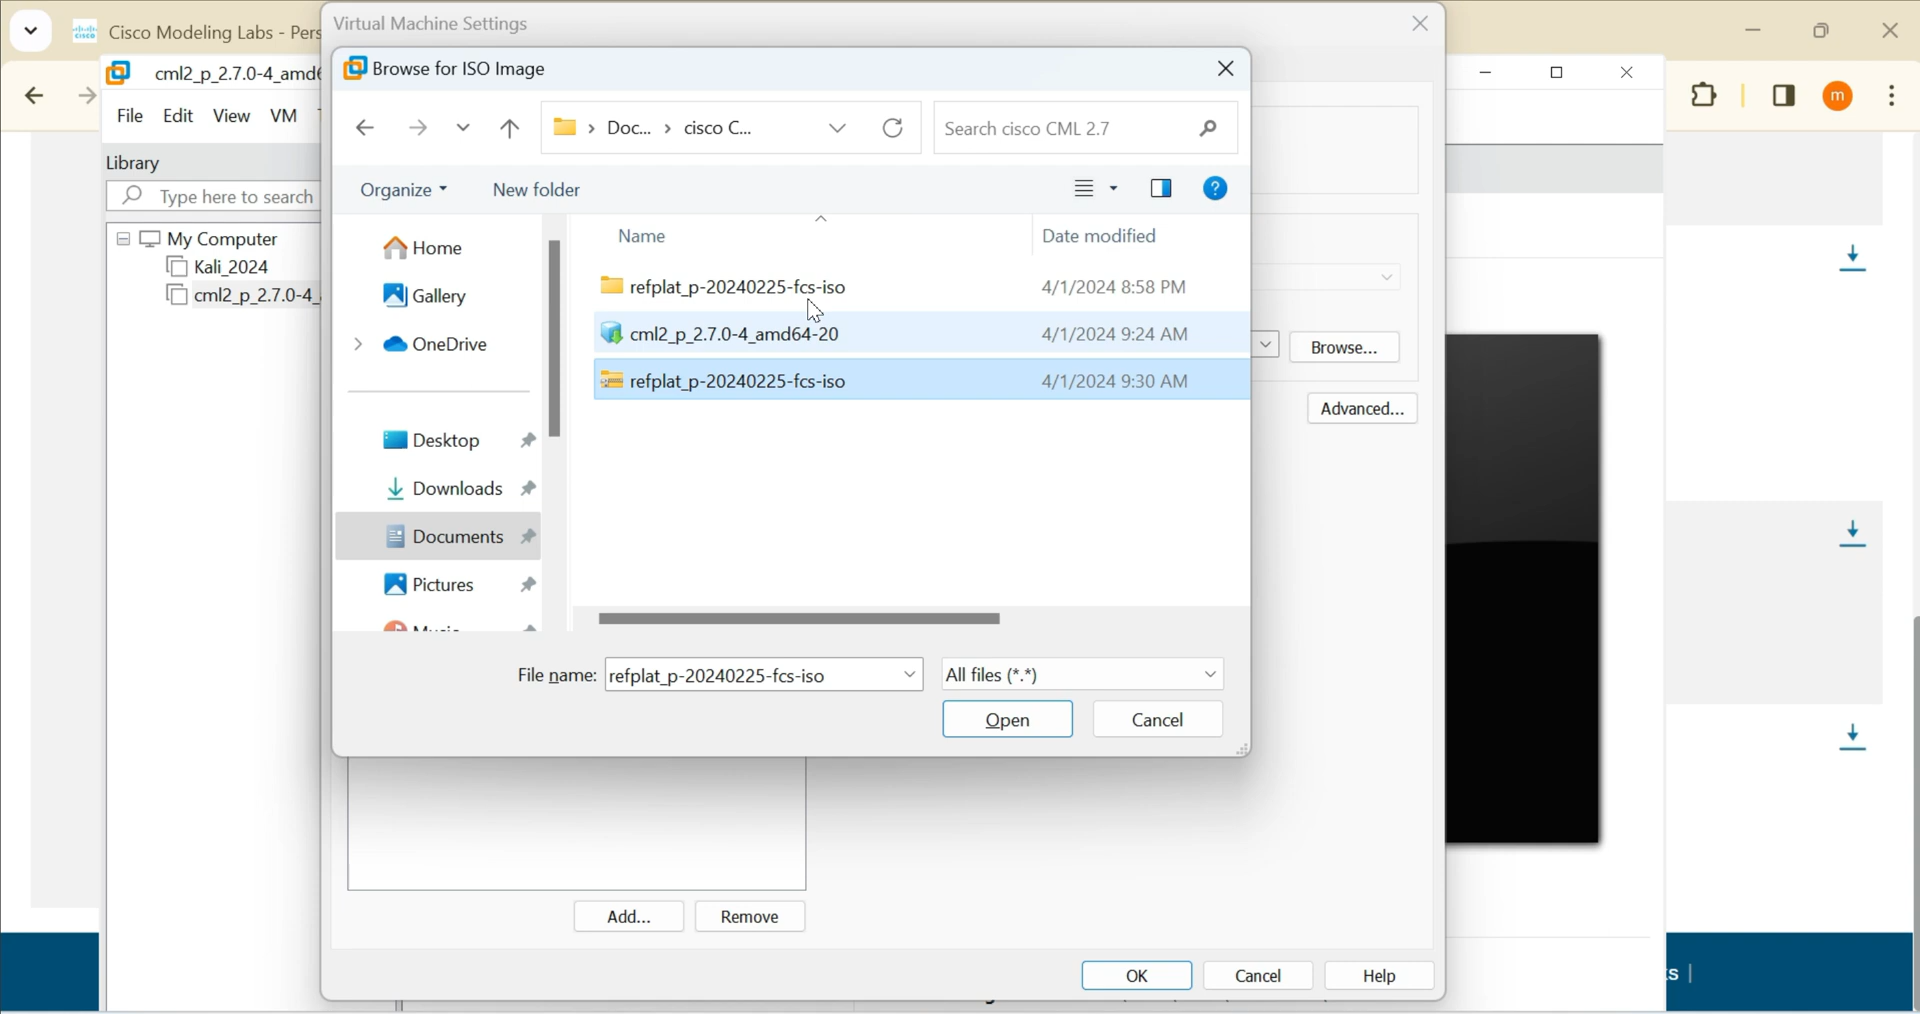 Cisco Modeling Labs - Pers
cml2_p_2.7.0-4_amd6
File Edit View VM
Library
Type here to search
My Computer
Kali_2024
cml2_p_2.7.0-4_
Virtual Machine Settings
Browse for ISO Image
Doc... › cisco C...
Search cisco CML 2.7
Organize New folder
Home
Gallery
OneDrive
Desktop
Downloads
Documents
Pictures
Music
Name Date modified
refplat_p-20240225-fcs-iso 4/1/2024 8:58 PM
cml2_p_2.7.0-4_amd64-20 4/1/2024 9:24 AM
refplat_p-20240225-fcs-iso 4/1/2024 9:30 AM
File name: refplat_p-20240225-fcs-iso All files (*.*)
Open Cancel
Browse...
Advanced...
Add... Remove
OK Cancel Help
m
s |